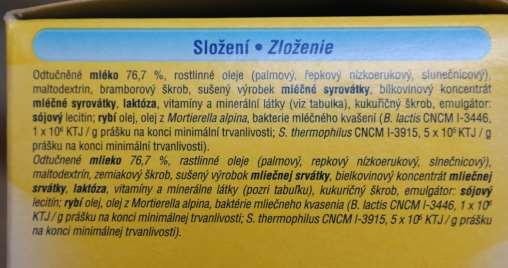 Složení • Zloženie
Odtučněné mléko 76,7 %, rostlinné oleje (palmový, řepkový nízkoerukový, slunečnicový),
maltodextrin, bramborový škrob, sušený výrobek mléčné syrovátky, bílkovinový koncentrát
mléčné syrovátky, laktóza, vitamíny a minerální látky (viz tabulka), kukuřičný škrob, emulgátor:
sójový lecitin; rybí olej, olej z Mortierella alpina, bakterie mléčného kvašení (B. lactis CNCM I-3446,
1 x 10⁶ KTJ / g prášku na konci minimální trvanlivosti; S. thermophilus CNCM I-3915, 5 x 10⁵ KTJ / g
prášku na konci minimální trvanlivosti).
Odtučnené mlieko 76,7 %, rastlinné oleje (palmový, repkový nízkoerukový, slnečnicový),
maltodextrín, zemiakový škrob, sušený výrobok mliečnej srvátky, bielkovinový koncentrát mliečnej
srvátky, laktóza, vitamíny a minerálne látky (pozri tabuľku), kukuričný škrob, emulgátor: sójový
lecitín; rybí olej, olej z Mortierella alpina, baktérie mliečneho kvasenia (B. lactis CNCM I-3446, 1 x 10⁶
KTJ / g prášku na konci minimálnej trvanlivosti; S. thermophilus CNCM I-3915, 5 x 10⁵ KTJ / g prášku
na konci minimálnej trvanlivosti).